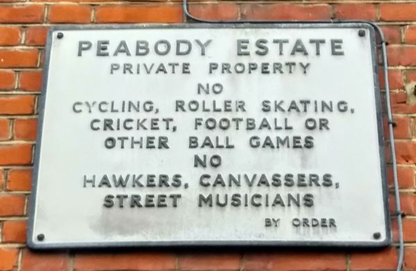 PEABODY ESTATE
PRIVATE PROPERTY
NO
CYCLING, ROLLER SKATING,
CRICKET, FOOTBALL OR
OTHER BALL GAMES
NO
HAWKERS, CANVASSERS,
STREET MUSICIANS
BY ORDER